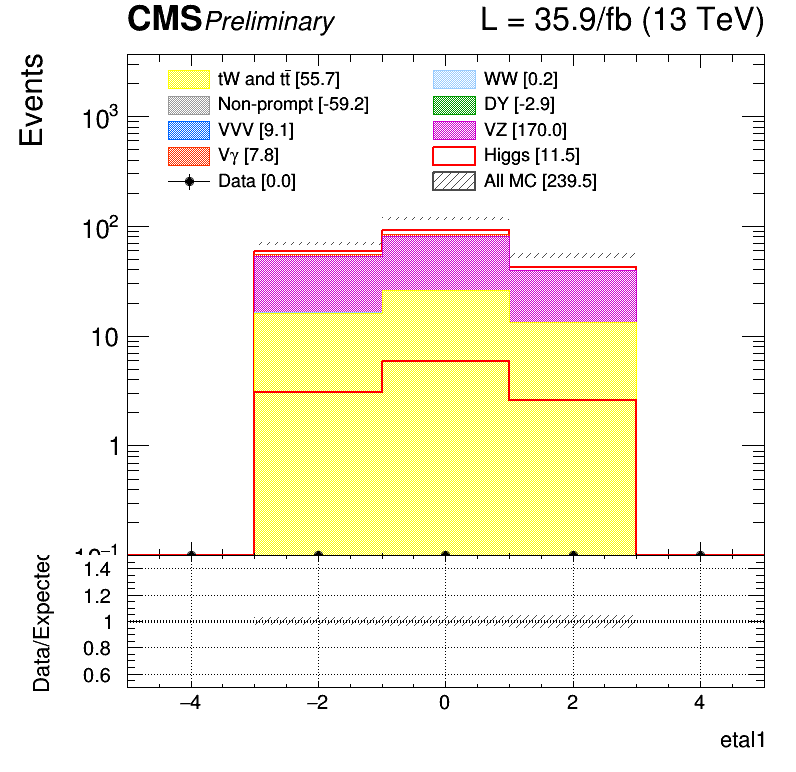 CMS Preliminary L = 35.9/fb (13 TeV)
Events
tW and tt̄ [55.7] WW [0.2]
Non-prompt [-59.2] DY [-2.9]
VVV [9.1] VZ [170.0]
Vγ [7.8] Higgs [11.5]
Data [0.0] All MC [239.5]
10³
10²
10
1
Data/Expected
1.4
1.2
1
0.8
0.6
−4 −2 0 2 4
etal1